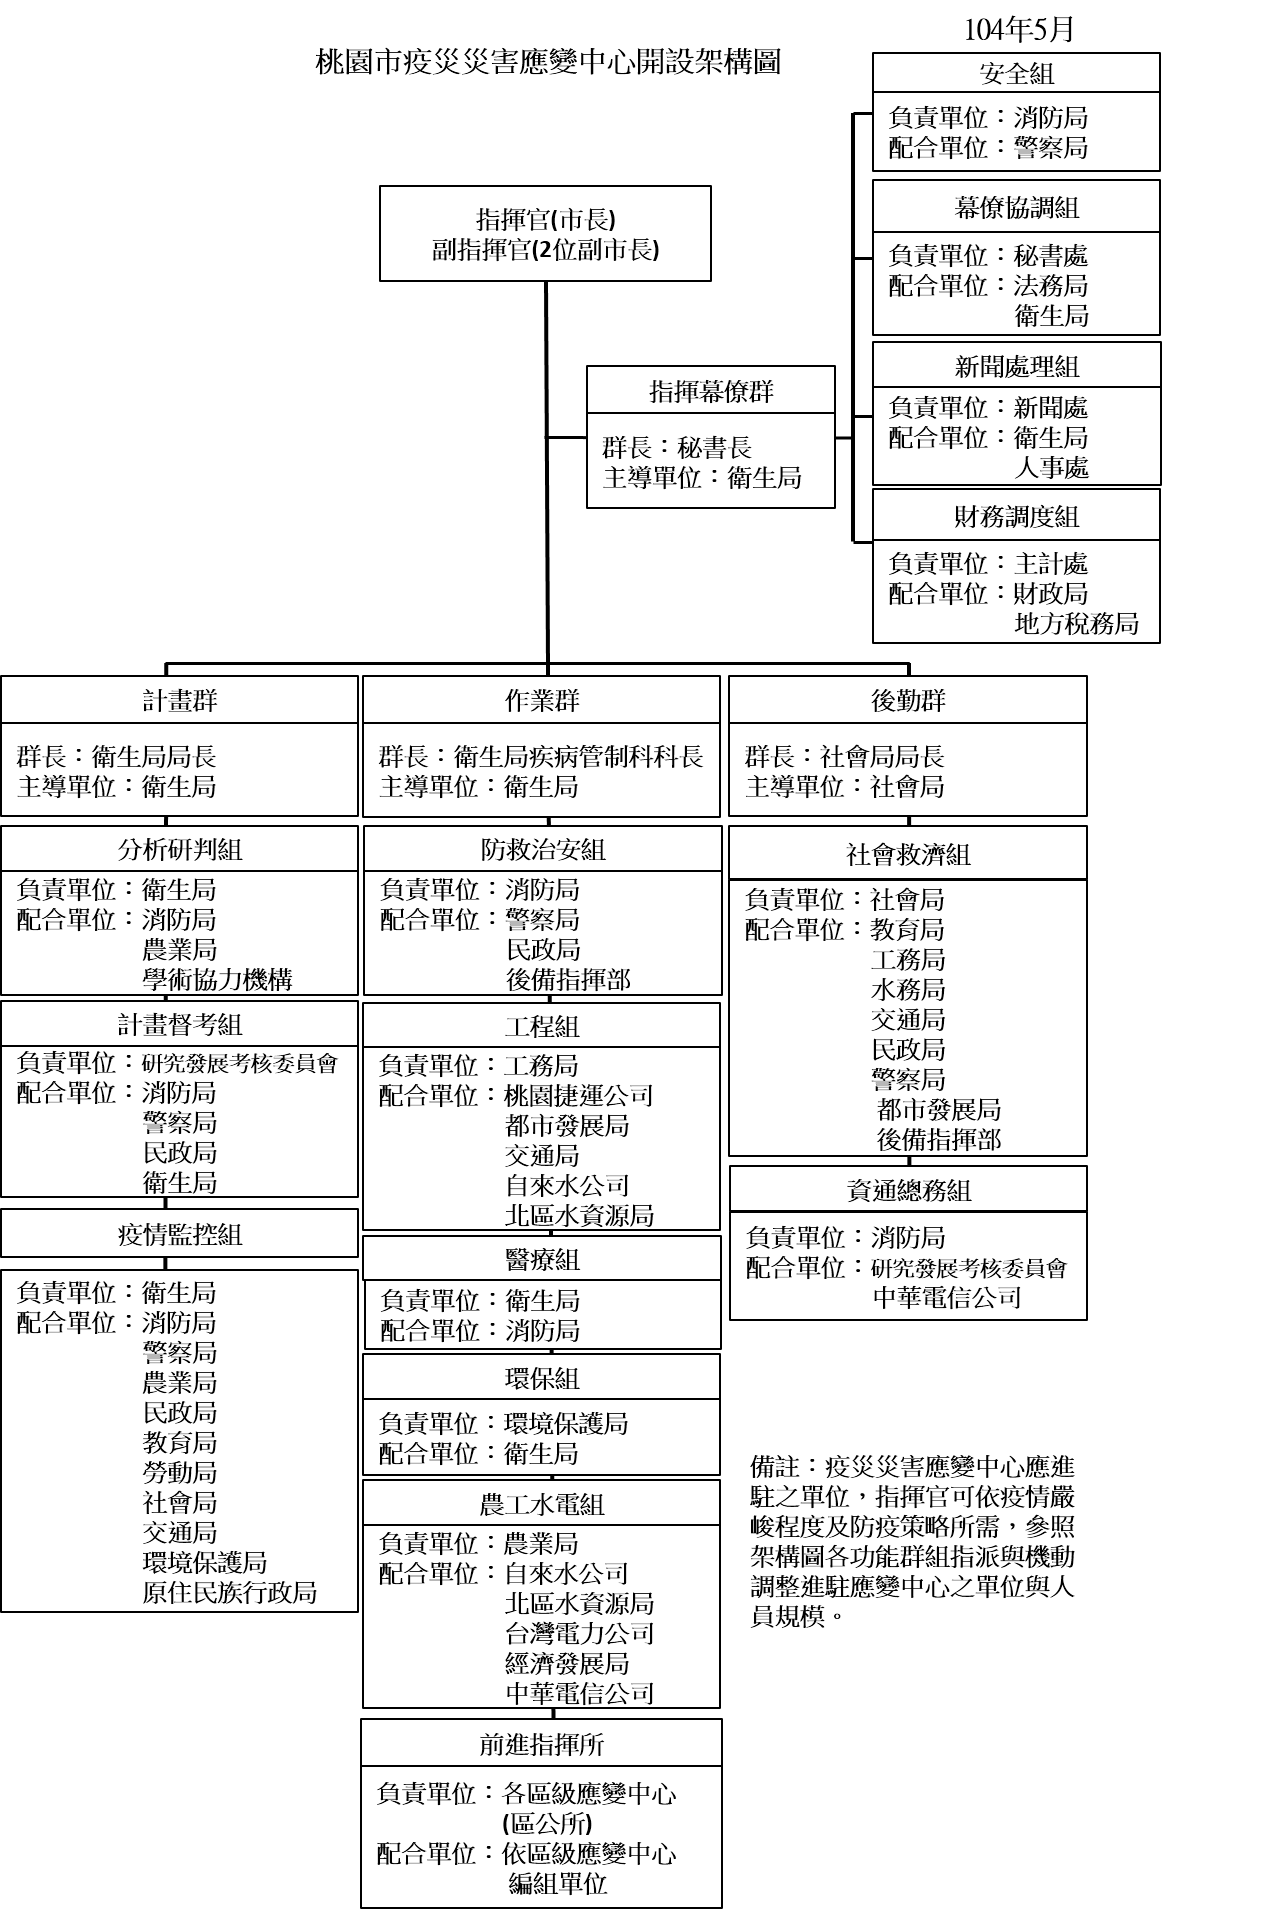 104年5月
桃園市疫災災害應變中心開設架構圖
安全組
負責單位：消防局
配合單位：警察局
指揮官(市長)
副指揮官(2位副市長)
幕僚協調組
負責單位：秘書處
配合單位：法務局
衛生局
新聞處理組
負責單位：新聞處
配合單位：衛生局
人事處
指揮幕僚群
群長：秘書長
主導單位：衛生局
財務調度組
負責單位：主計處
配合單位：財政局
地方稅務局
計畫群
群長：衛生局局長
主導單位：衛生局
分析研判組
負責單位：衛生局
配合單位：消防局
農業局
學術協力機構
計畫督考組
負責單位：研究發展考核委員會
配合單位：消防局
警察局
民政局
衛生局
疫情監控組
負責單位：衛生局
配合單位：消防局
警察局
農業局
民政局
教育局
勞動局
社會局
交通局
環境保護局
原住民族行政局
作業群
群長：衛生局疾病管制科科長
主導單位：衛生局
防救治安組
負責單位：消防局
配合單位：警察局
民政局
後備指揮部
工程組
負責單位：工務局
配合單位：桃園捷運公司
都市發展局
交通局
自來水公司
北區水資源局
醫療組
負責單位：衛生局
配合單位：消防局
環保組
負責單位：環境保護局
配合單位：衛生局
農工水電組
負責單位：農業局
配合單位：自來水公司
北區水資源局
台灣電力公司
經濟發展局
中華電信公司
前進指揮所
負責單位：各區級應變中心
(區公所)
配合單位：依區級應變中心
編組單位
後勤群
群長：社會局局長
主導單位：社會局
社會救濟組
負責單位：社會局
配合單位：教育局
工務局
水務局
交通局
民政局
警察局
都市發展局
後備指揮部
資通總務組
負責單位：消防局
配合單位：研究發展考核委員會
中華電信公司
備註：疫災災害應變中心應進
駐之單位，指揮官可依疫情嚴
峻程度及防疫策略所需，參照
架構圖各功能群組指派與機動
調整進駐應變中心之單位與人
員規模。